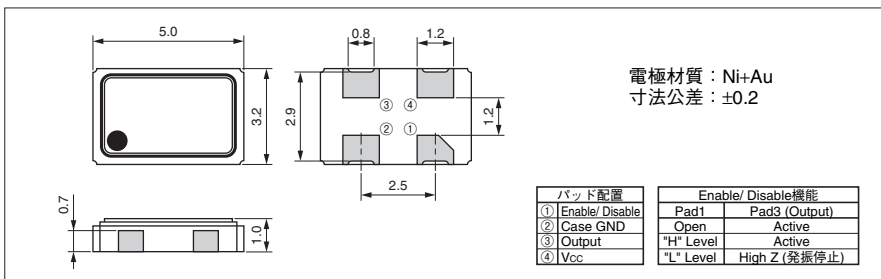 5.0
0.8
1.2
電極材質：Ni+Au
寸法公差：±0.2
3.2
2.9
③ ④
② ①
1.2
2.5
0.7
1.0
パッド配置
① Enable/ Disable
② Case GND
③ Output
④ Vcc
Enable/ Disable機能
Pad1 Pad3 (Output)
Open Active
"H" Level Active
"L" Level High Z (発振停止)